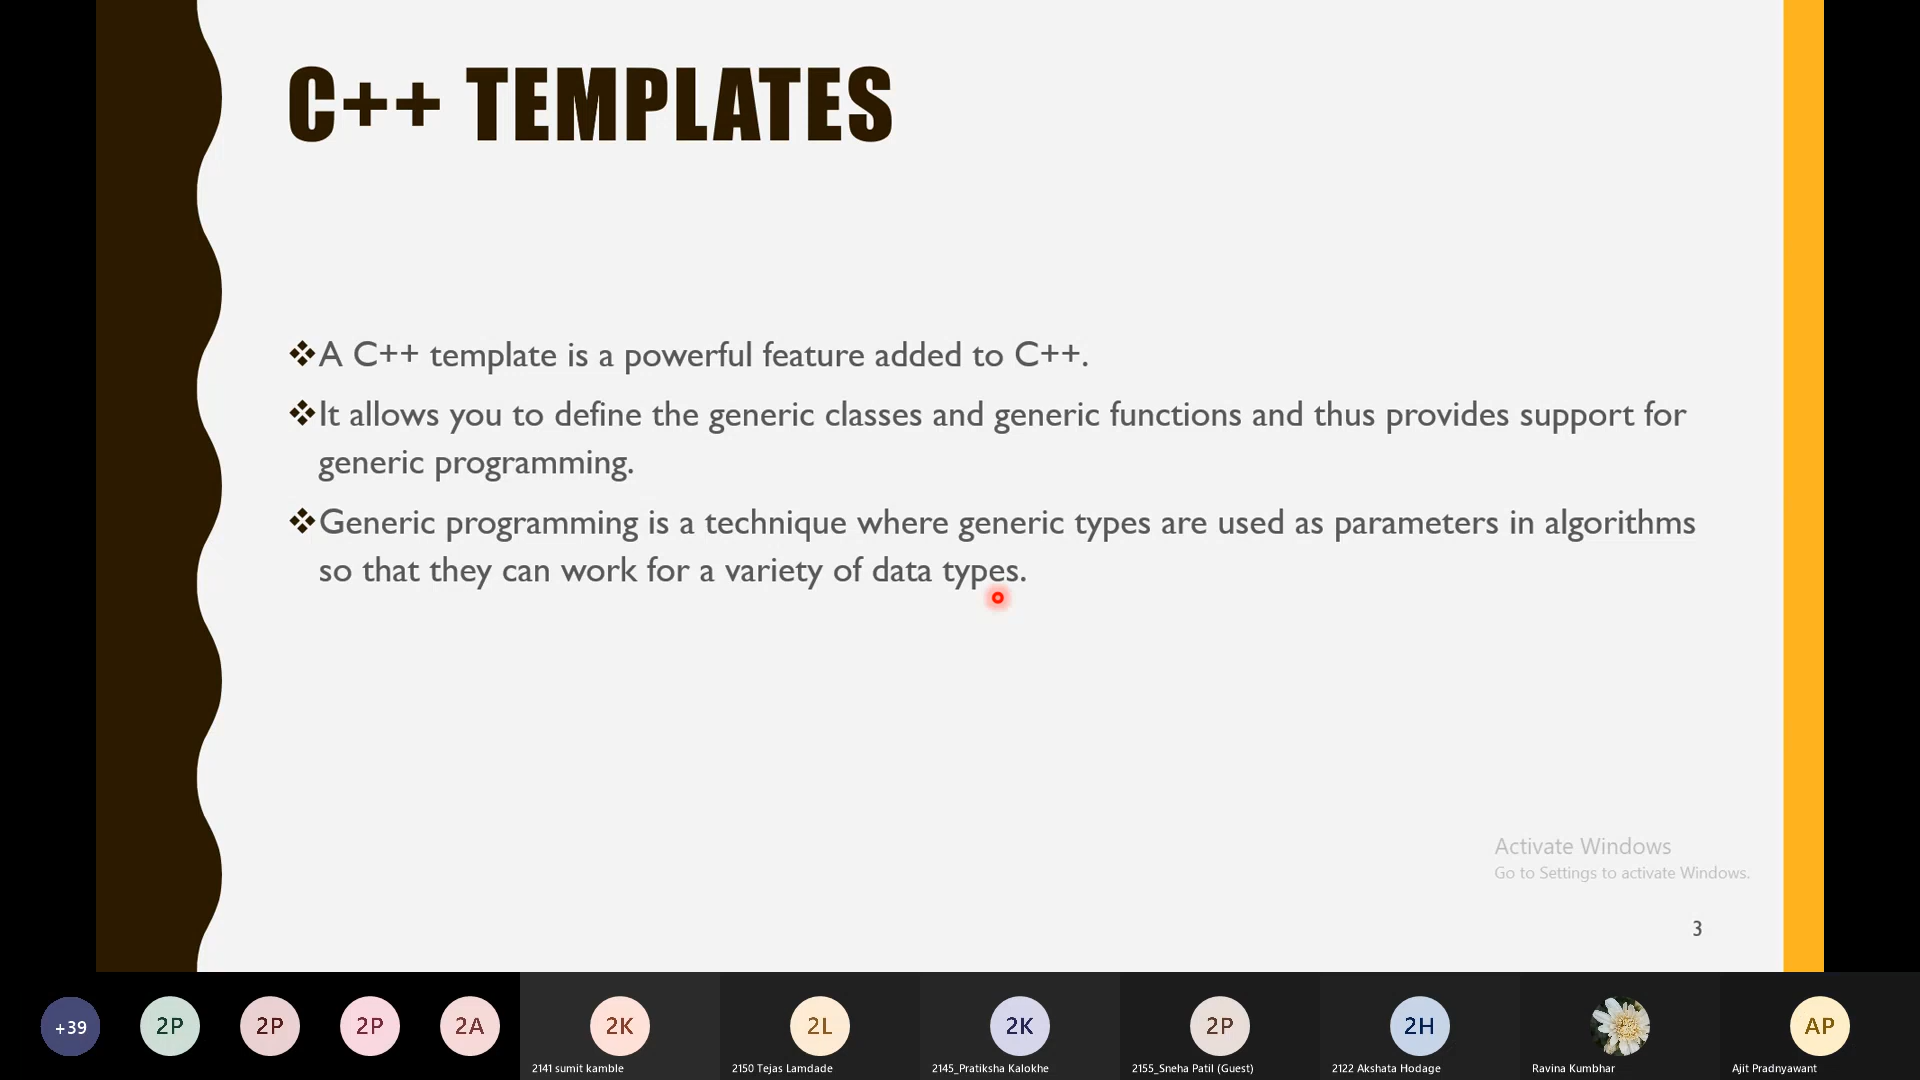 C++ TEMPLATES
❖A C++ template is a powerful feature added to C++.
❖It allows you to define the generic classes and generic functions and thus provides support for
generic programming.
❖Generic programming is a technique where generic types are used as parameters in algorithms
so that they can work for a variety of data types.
Activate Windows
Go to Settings to activate Windows.
3
+39
2P
2P
2P
2A
2K
2L
2K
2P
2H
AP
2141 sumit kamble
2150 Tejas Lamdade
2145_Pratiksha Kalokhe
2155_Sneha Patil (Guest)
2122 Akshata Hodage
Ravina Kumbhar
Ajit Pradnyawant